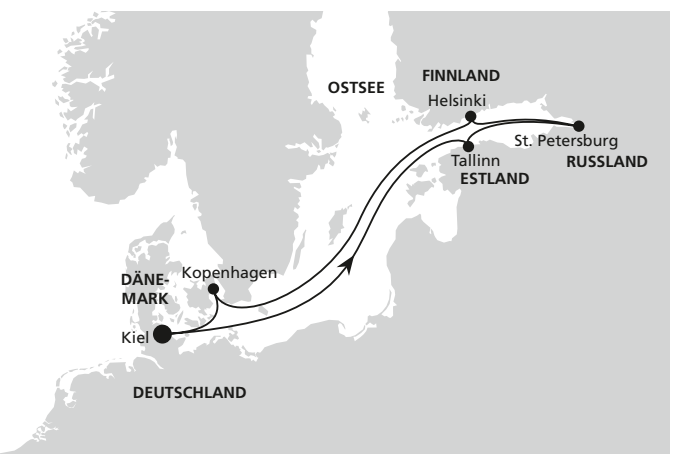 FINNLAND
OSTSEE
Helsinki
St. Petersburg
RUSSLAND
Tallinn
ESTLAND
Kopenhagen
DÄNE-
MARK
Kiel
DEUTSCHLAND